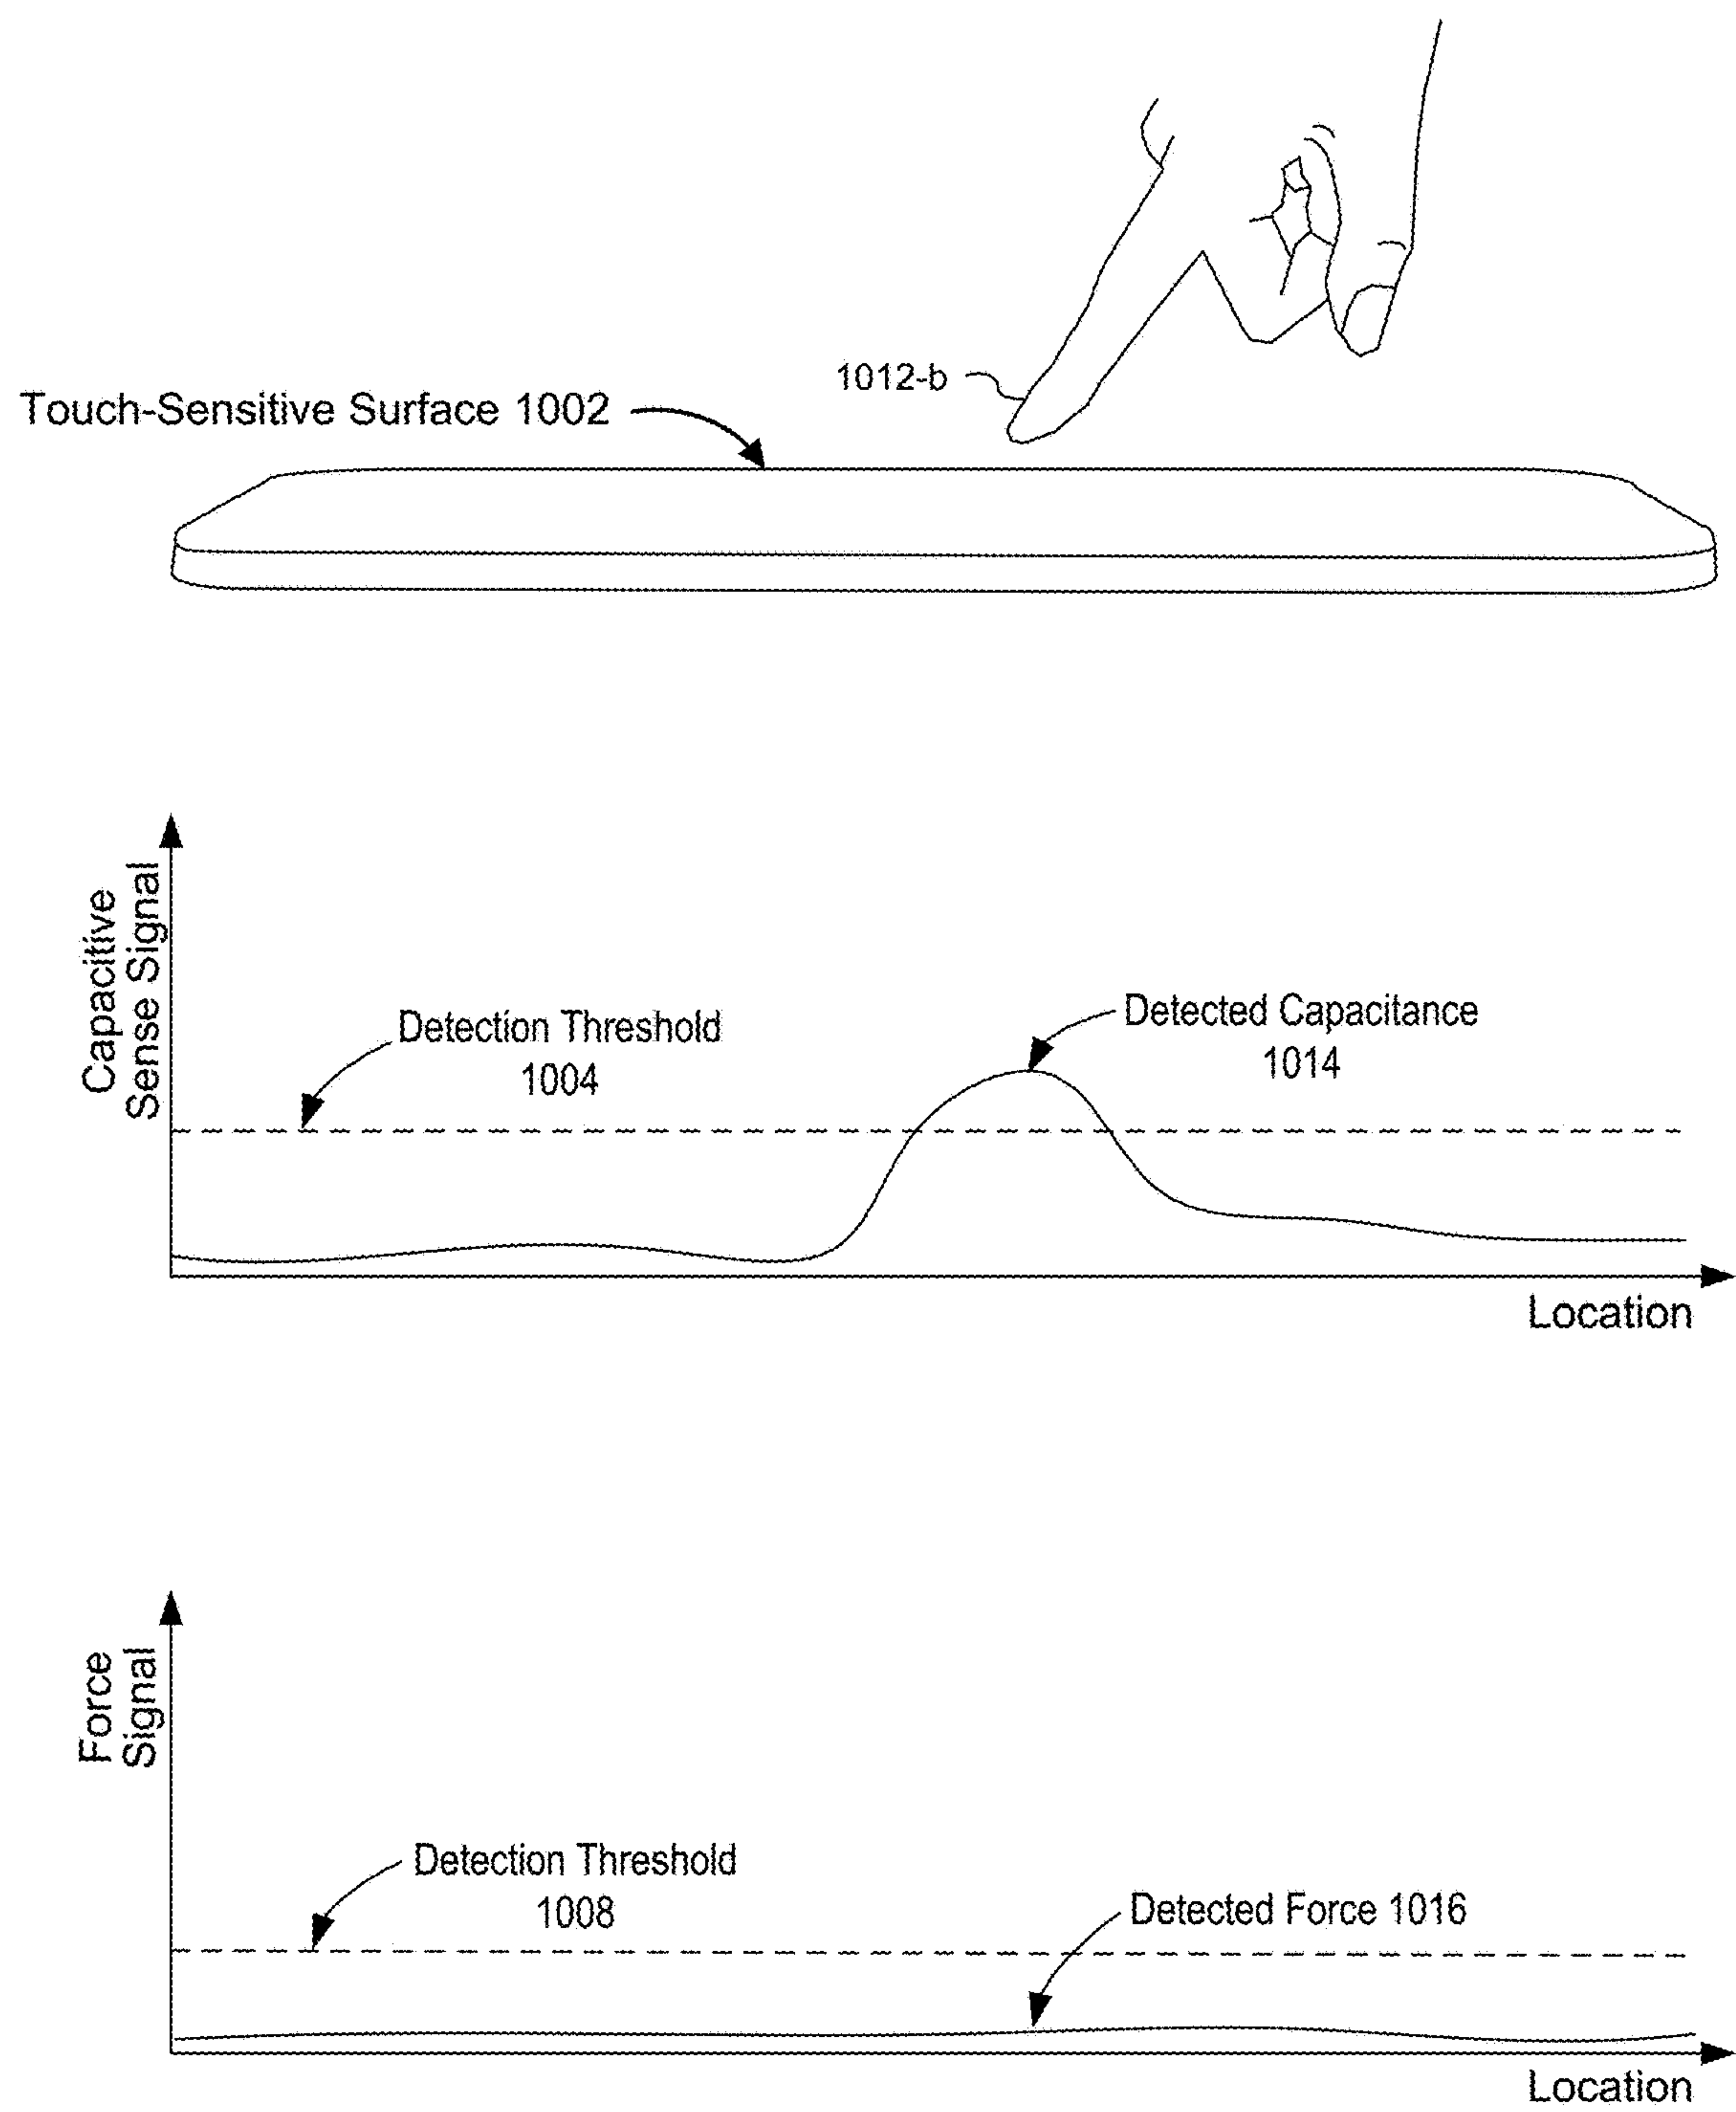 1012-b
Touch-Sensitive Surface 1002
Capacitive
Sense Signal
Detection Threshold
1004
Detected Capacitance
1014
Location
Force
Signal
Detection Threshold
1008
Detected Force 1016
Location